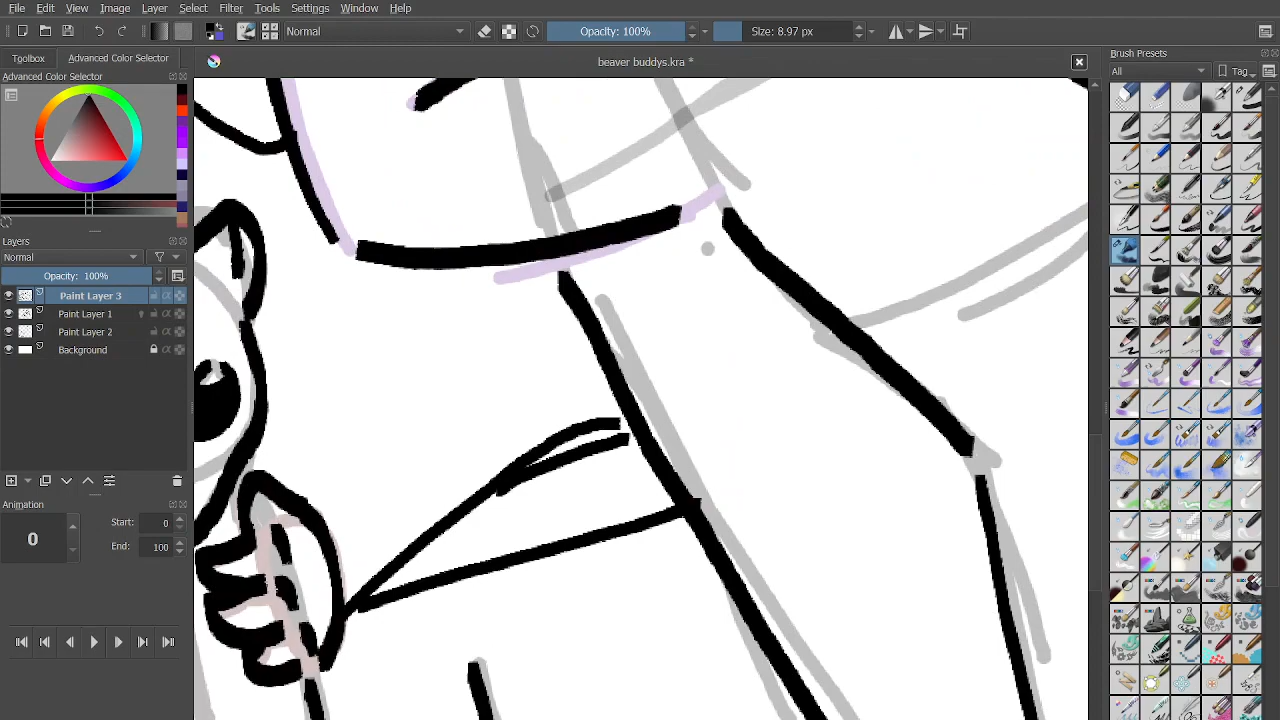 File Edit View Image Layer Select Filter Tools Settings Window Help
Normal Opacity: 100% Size: 8.97 px
Toolbox Advanced Color Selector beaver buddys.kra * Brush Presets
Advanced Color Selector
All Tag
Layers
Normal
Opacity: 100%
Paint Layer 3
Paint Layer 1
Paint Layer 2
Background
Animation
0
Start: 0
End: 100